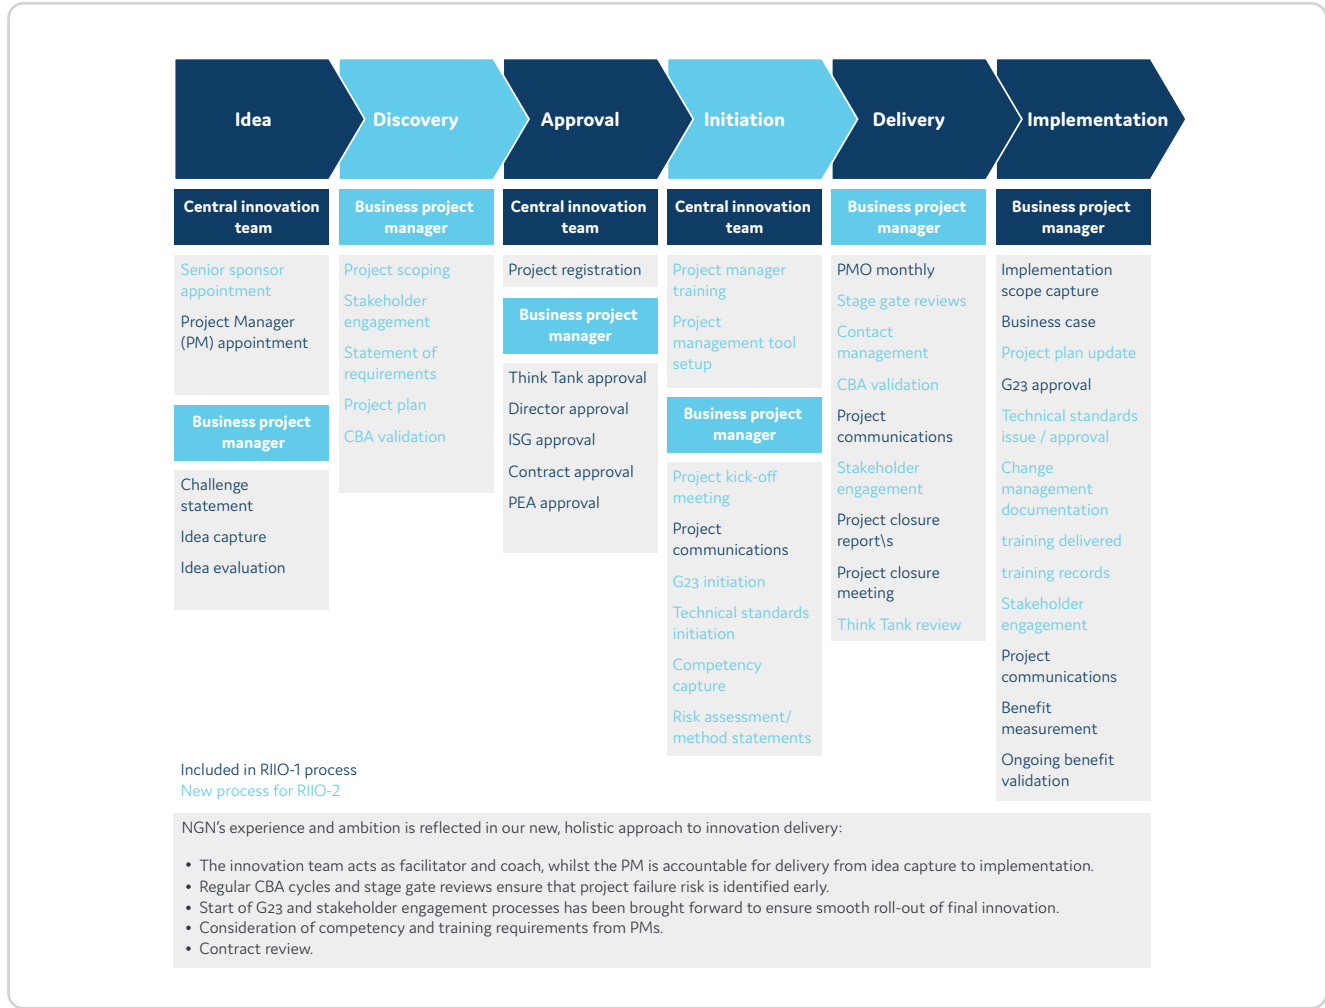 Idea
Discovery
Approval
Initiation
Delivery
Implementation
Central innovation
team
Senior sponsor
appointment
Project Manager
(PM) appointment
Business project
manager
Challenge
statement
Idea capture
Idea evaluation
Business project
manager
Project scoping
Stakeholder
engagement
Statement of
requirements
Project plan
CBA validation
Central innovation
team
Project registration
Business project
manager
Think Tank approval
Director approval
ISG approval
Contract approval
PEA approval
Central innovation
team
Project manager
training
Project
management tool
setup
Business project
manager
Project kick-off
meeting
Project
communications
G23 initiation
Technical standards
initiation
Competency
capture
Risk assessment/
method statements
Business project
manager
PMO monthly
Stage gate reviews
Contact
management
CBA validation
Project
communications
Stakeholder
engagement
Project closure
report\s
Project closure
meeting
Think Tank review
Business project
manager
Implementation
scope capture
Business case
Project plan update
G23 approval
Technical standards
issue / approval
Change
management
documentation
training delivered
training records
Stakeholder
engagement
Project
communications
Benefit
measurement
Ongoing benefit
validation
Included in RIIO-1 process
New process for RIIO-2
NGN's experience and ambition is reflected in our new, holistic approach to innovation delivery:
• The innovation team acts as facilitator and coach, whilst the PM is accountable for delivery from idea capture to implementation.
• Regular CBA cycles and stage gate reviews ensure that project failure risk is identified early.
• Start of G23 and stakeholder engagement processes has been brought forward to ensure smooth roll-out of final innovation.
• Consideration of competency and training requirements from PMs.
• Contract review.